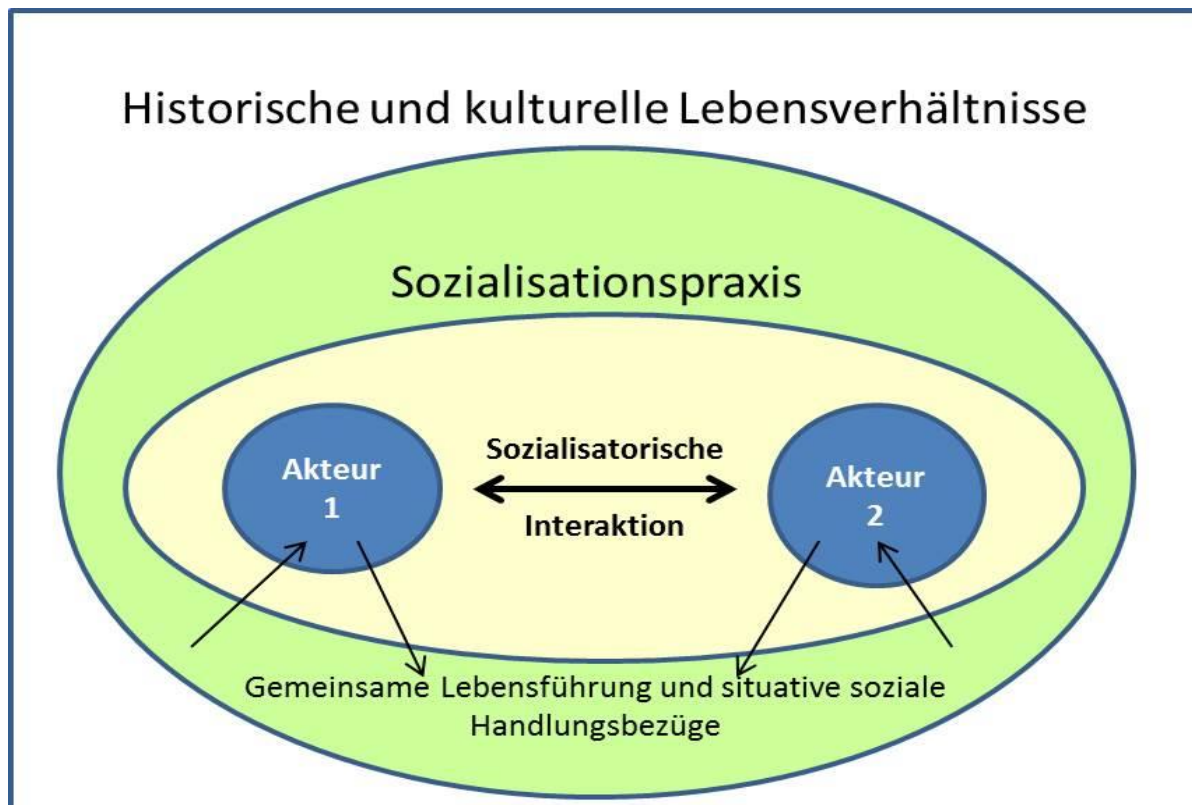 Historische und kulturelle Lebensverhältnisse
Sozialisationspraxis
Akteur
1
Sozialisatorische
Interaktion
Akteur
2
Gemeinsame Lebensführung und situative soziale
Handlungsbezüge